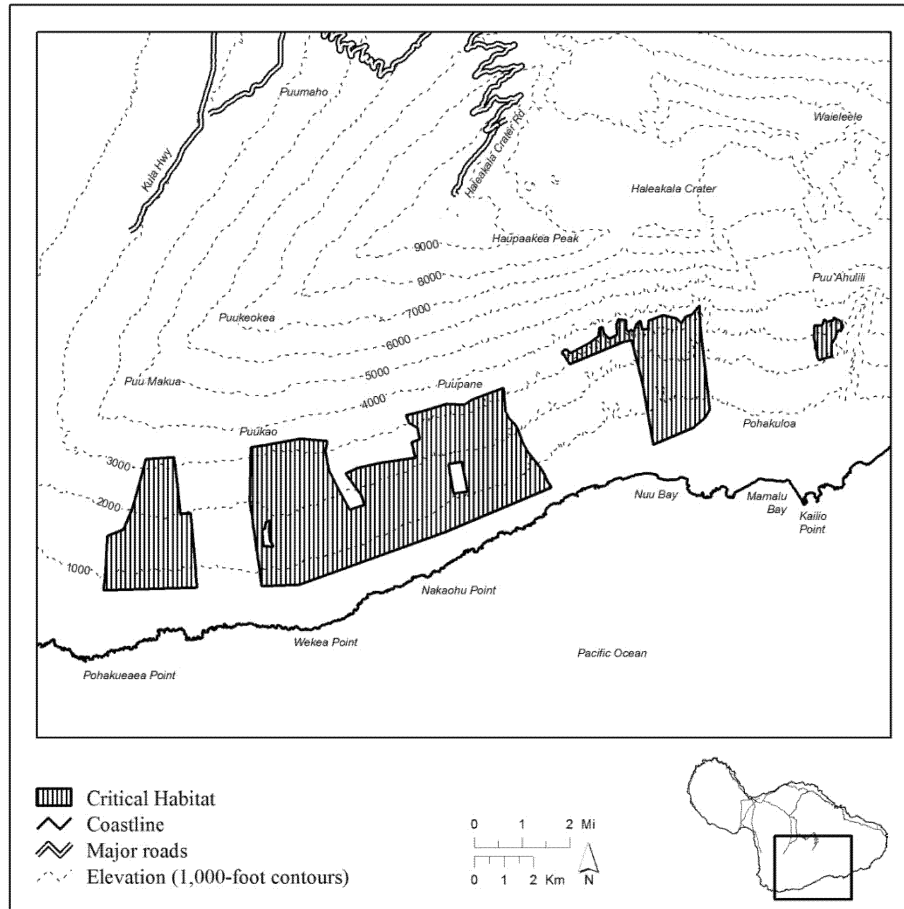 Puumaho
Waieleele
Kula Hwy
Haleakala Crater Rd
Haleakala Crater
Haupaakea Peak
9000
8000
Puu Ahulili
7000
Puukeokea
6000
5000
Puu Makua
Puupane
4000
Pohakuloa
Puukao
3000
2000
Nuu Bay
Mamalu
Bay
Kailio
Point
1000
Nakaohu Point
Wekea Point
Pacific Ocean
Pohakueaea Point
Critical Habitat
Coastline
Major roads
Elevation (1,000-foot contours)
0 1 2 Mi
0 1 2 Km
N